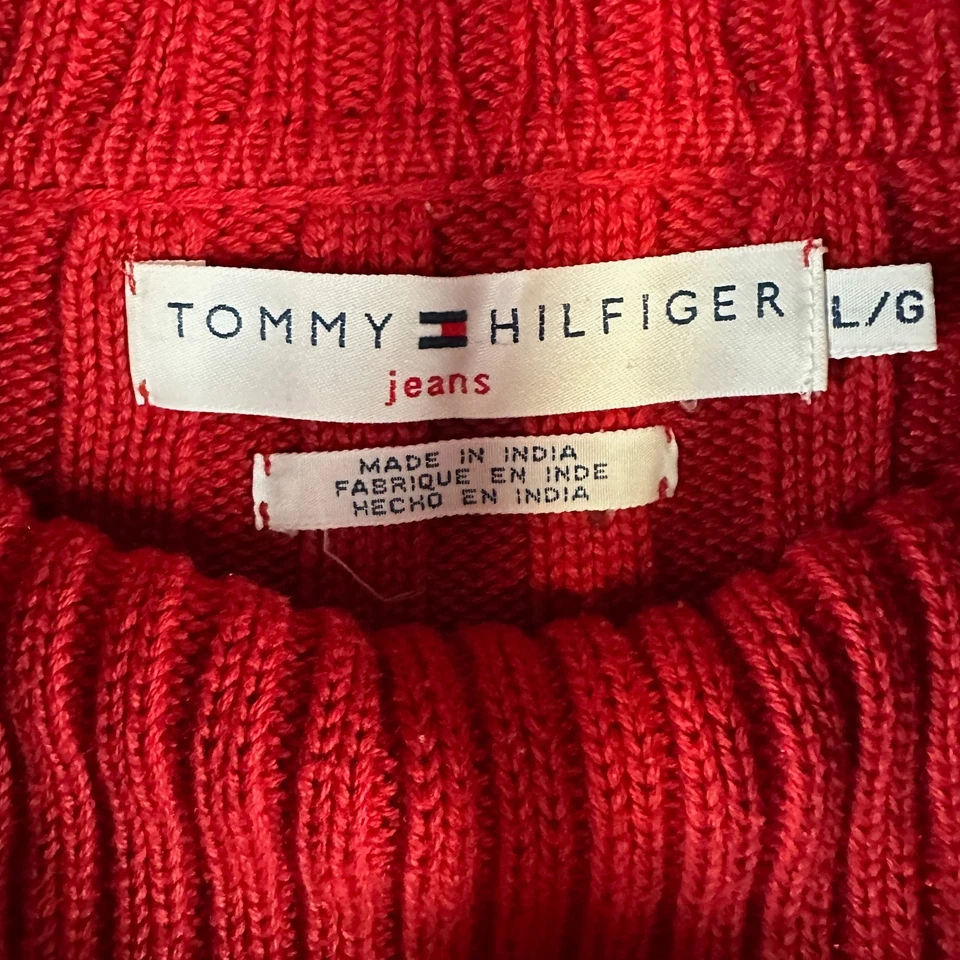 TOMMY HILFIGER
jeans
L/G
MADE IN INDIA
FABRIQUE EN INDE
HECHO EN INDIA